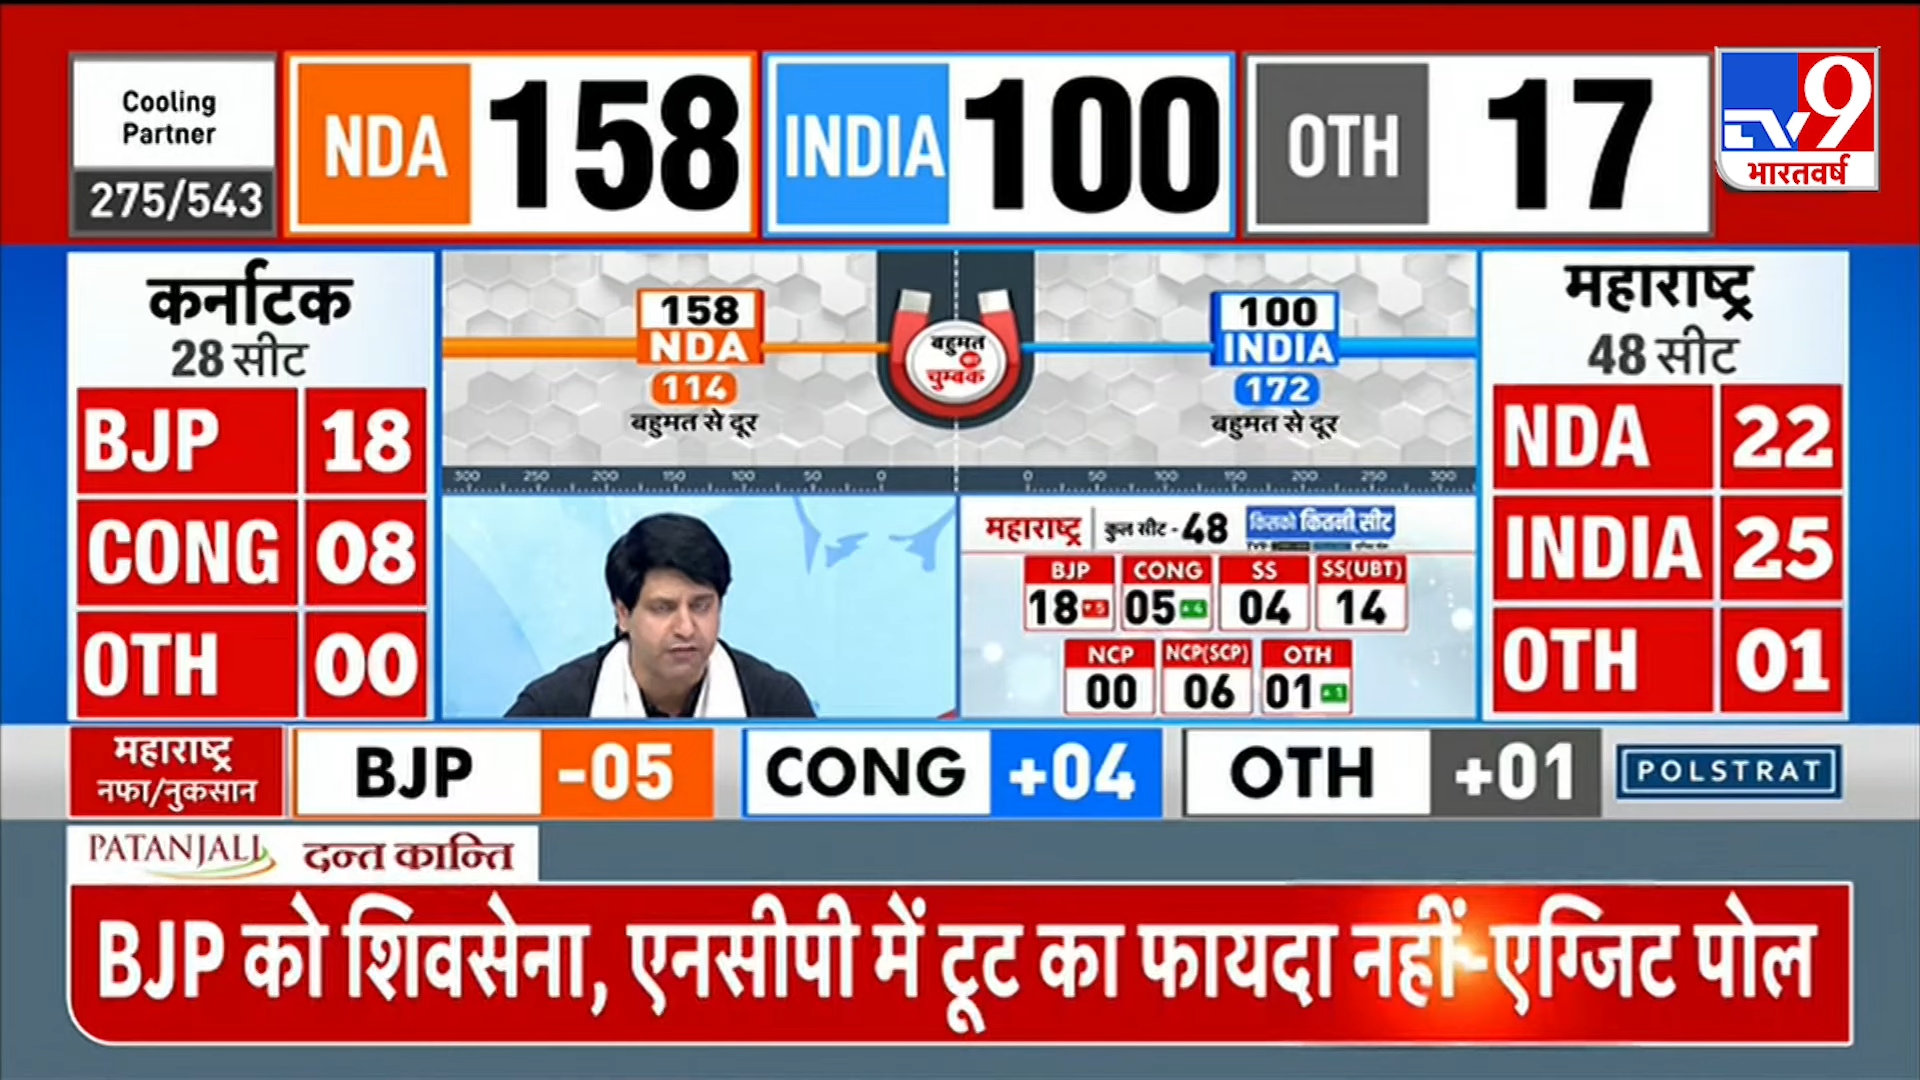 Cooling
Partner
275/543
NDA 158
INDIA 100
OTH 17
TV9
भारतवर्ष
कर्नाटक
28 सीट
BJP 18
CONG 08
OTH 00
158
NDA
114
बहुमत से दूर
बहुमत
का
चुम्बक
100
INDIA
172
बहुमत से दूर
300 250 200 150 100 50 0
0 50 100 150 200 250 300
महाराष्ट्र कुल सीट - 48 किसको कितनी सीट
BJP CONG SS SS(UBT)
18 -5 05 +4 04 14
NCP NCP(SCP) OTH
00 06 01 +1
महाराष्ट्र
48 सीट
NDA 22
INDIA 25
OTH 01
महाराष्ट्र
नफा/नुकसान
BJP -05
CONG +04
OTH +01
POLSTRAT
PATANJALI दन्त कान्ति
BJP को शिवसेना, एनसीपी में टूट का फायदा नहीं-एग्जिट पोल